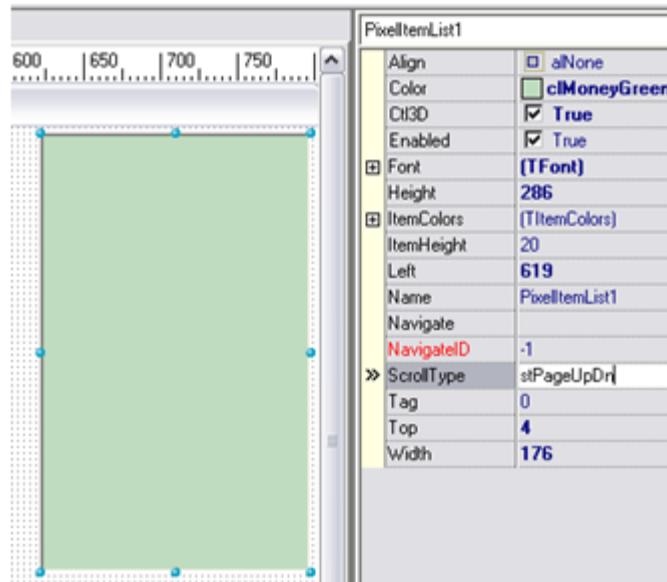 PixelItemList1
600 650 700 750
Align alNone
Color clMoneyGreen
Ctl3D True
Enabled True
Font (TFont)
Height 286
ItemColors (TItemColors)
ItemHeight 20
Left 619
Name PixelItemList1
Navigate
NavigateID -1
ScrollType stPageUpDn
Tag 0
Top 4
Width 176